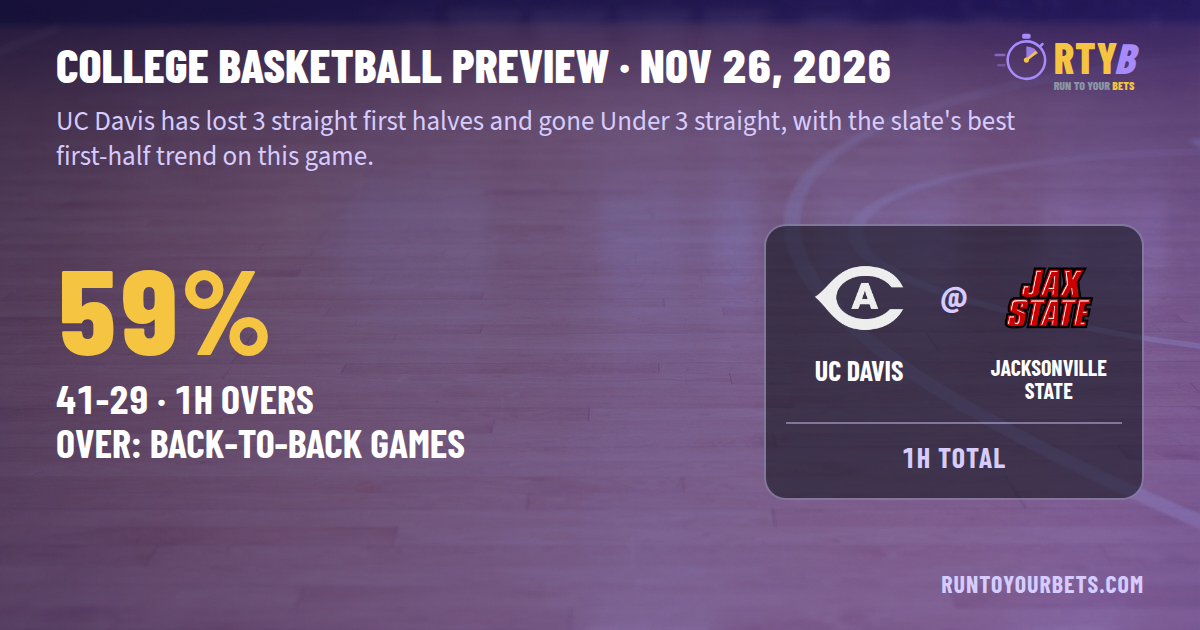 COLLEGE BASKETBALL PREVIEW · NOV 26, 2026
RTYB
RUN TO YOUR BETS
UC Davis has lost 3 straight first halves and gone Under 3 straight, with the slate's best
first-half trend on this game.
59%
41-29 · 1H OVERS
OVER: BACK-TO-BACK GAMES
CA
@
JAX
STATE
UC DAVIS
JACKSONVILLE
STATE
1H TOTAL
RUNTOYOURBETS.COM